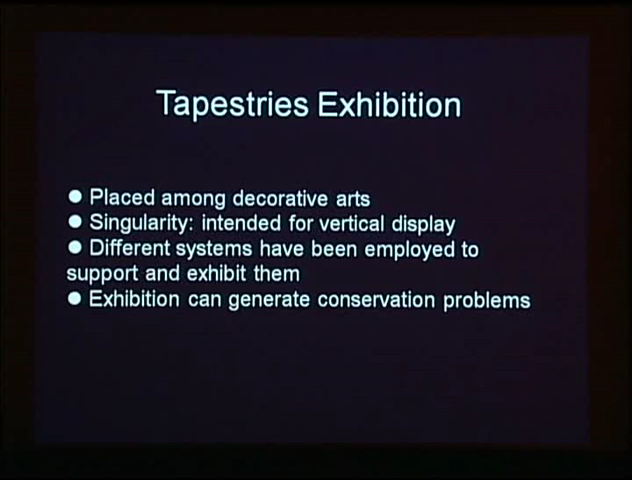 Tapestries Exhibition
● Placed among decorative arts
● Singularity: intended for vertical display
● Different systems have been employed to
support and exhibit them
● Exhibition can generate conservation problems